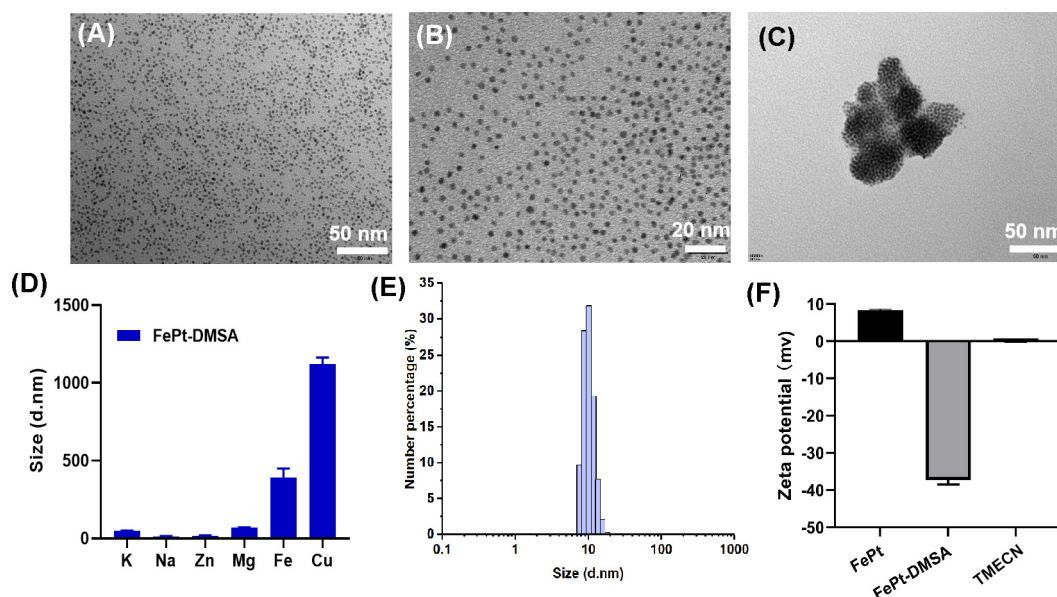 (A)
50 nm
(B)
20 nm
(C)
50 nm
50 nm
(D)
Size (d.nm)
1500
1000
500
0
FePt-DMSA
K Na Zn Mg Fe Cu
(E)
Number percentage (%)
35
30
25
20
15
10
5
0
0.1 1 10 100 1000
Size (d.nm)
(F)
Zeta potential (mv)
10
0
-10
-20
-30
-40
-50
FePt
FePt-DMSA
TMECN